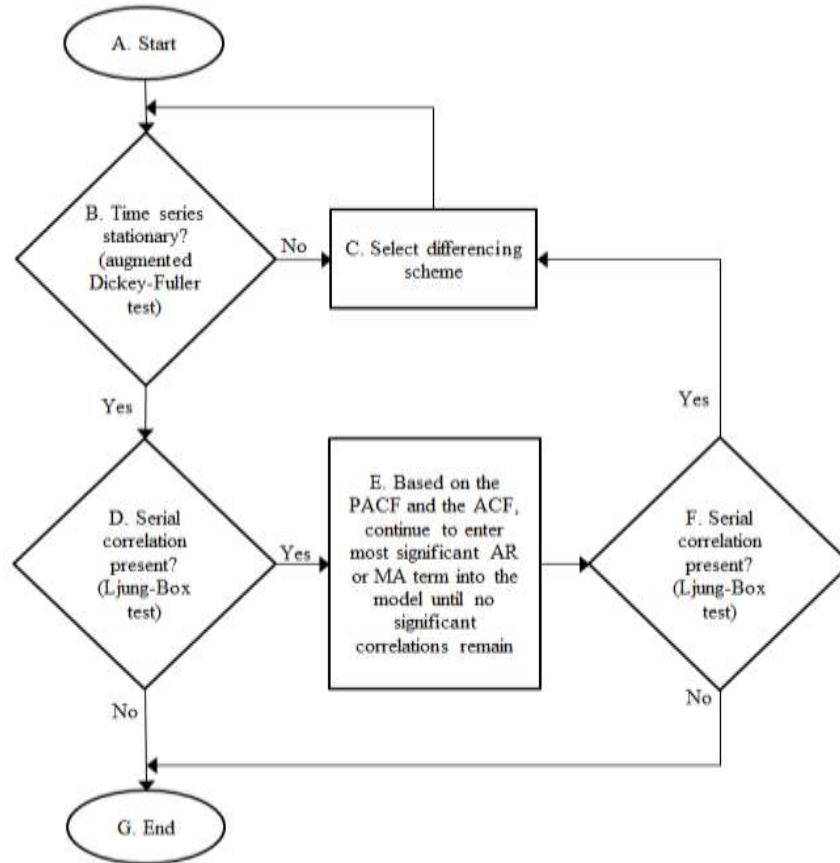 A. Start
B. Time series
stationary?
(augmented
Dickey-Fuller
test)
No
C. Select differencing
scheme
Yes
Yes
D. Serial
correlation
present?
(Ljung-Box
test)
Yes
E. Based on the
PACF and the ACF,
continue to enter
most significant AR
or MA term into the
model until no
significant
correlations remain
F. Serial
correlation
present?
(Ljung-Box
test)
No
No
G. End